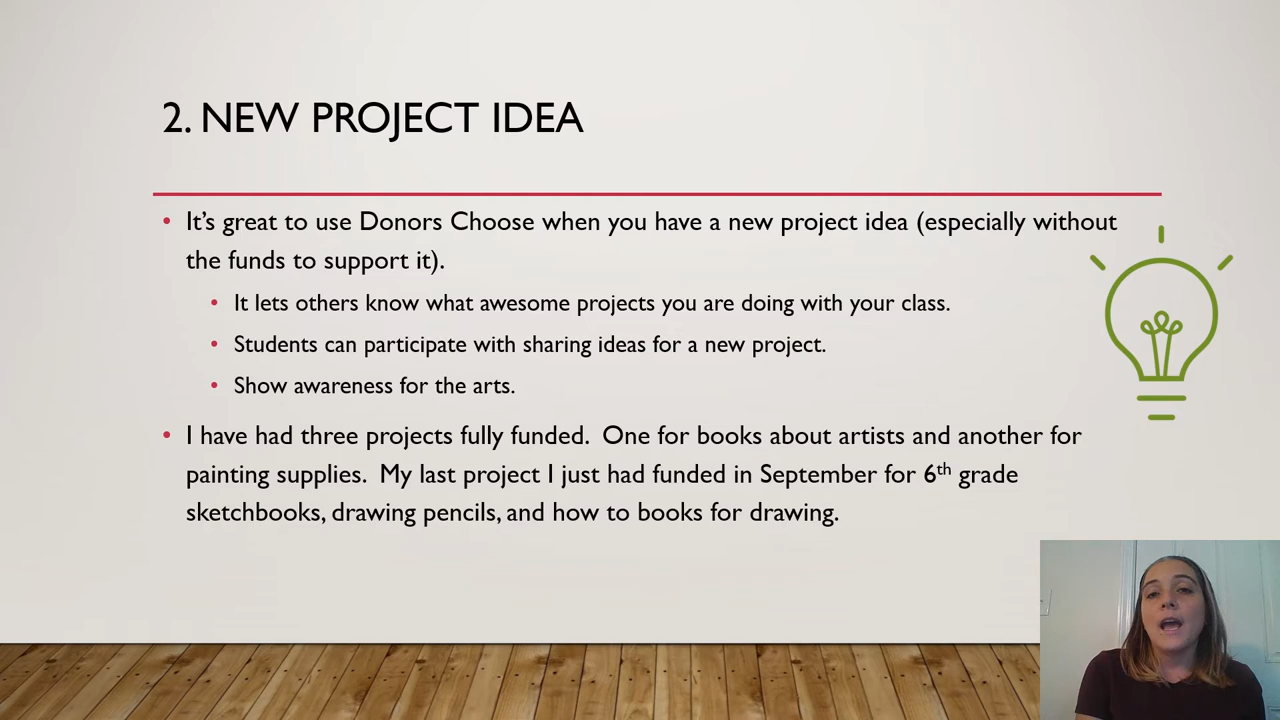 2. NEW PROJECT IDEA
• It's great to use Donors Choose when you have a new project idea (especially without
the funds to support it).
• It lets others know what awesome projects you are doing with your class.
• Students can participate with sharing ideas for a new project.
• Show awareness for the arts.
• I have had three projects fully funded.  One for books about artists and another for
painting supplies.  My last project I just had funded in September for 6th grade
sketchbooks, drawing pencils, and how to books for drawing.